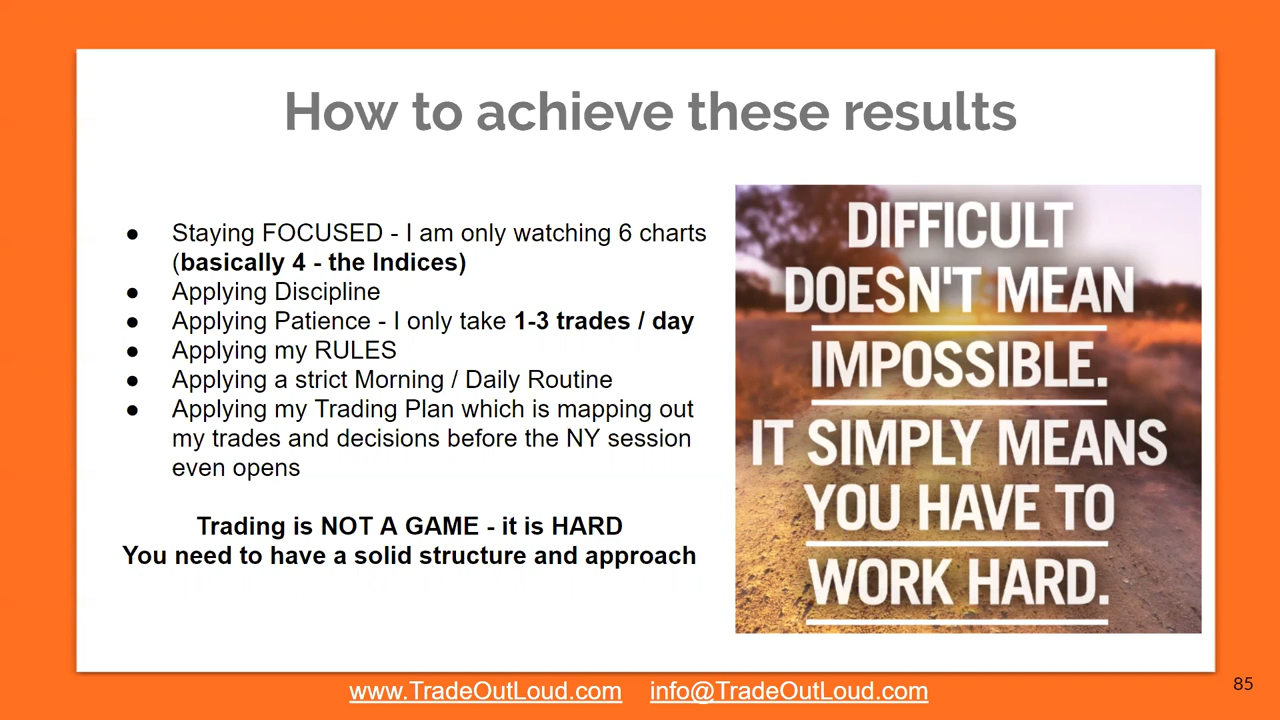 How to achieve these results
● Staying FOCUSED - I am only watching 6 charts
(basically 4 - the Indices)
● Applying Discipline
● Applying Patience - I only take 1-3 trades / day
● Applying my RULES
● Applying a strict Morning / Daily Routine
● Applying my Trading Plan which is mapping out
my trades and decisions before the NY session
even opens
Trading is NOT A GAME - it is HARD
You need to have a solid structure and approach
DIFFICULT
DOESN'T MEAN
IMPOSSIBLE.
IT SIMPLY MEANS
YOU HAVE TO
WORK HARD.
www.TradeOutLoud.com info@TradeOutLoud.com
85